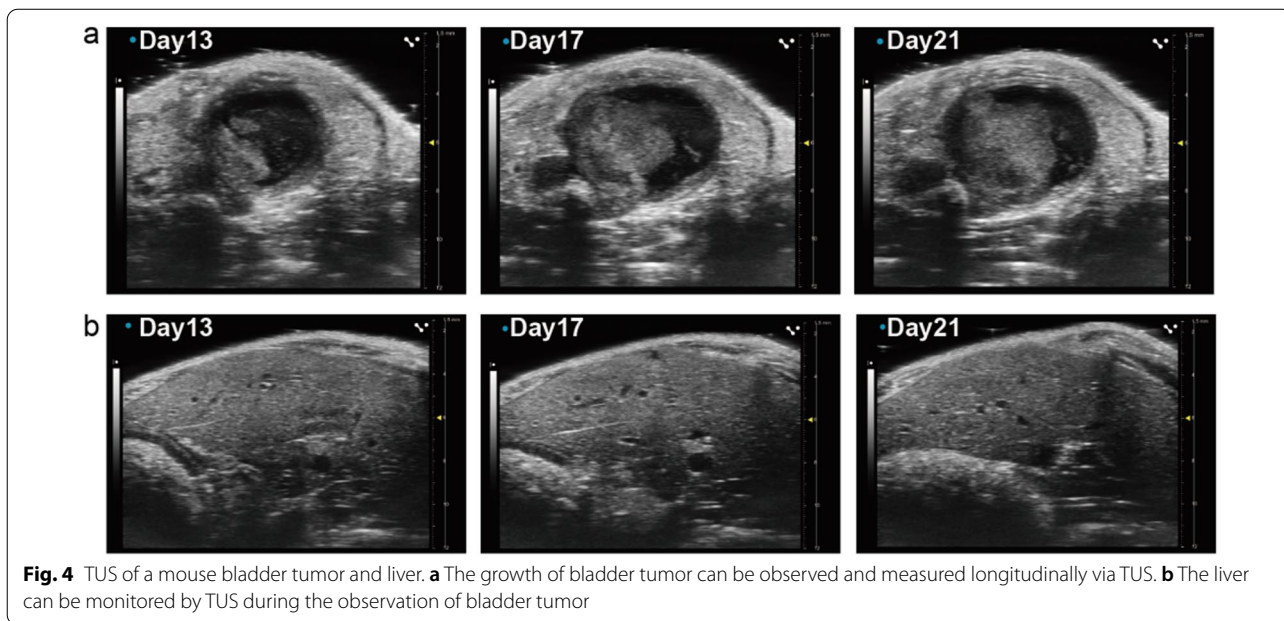 a
Day13
Day17
Day21
b
Day13
Day17
Day21
Fig. 4 TUS of a mouse bladder tumor and liver. a The growth of bladder tumor can be observed and measured longitudinally via TUS. b The liver
can be monitored by TUS during the observation of bladder tumor